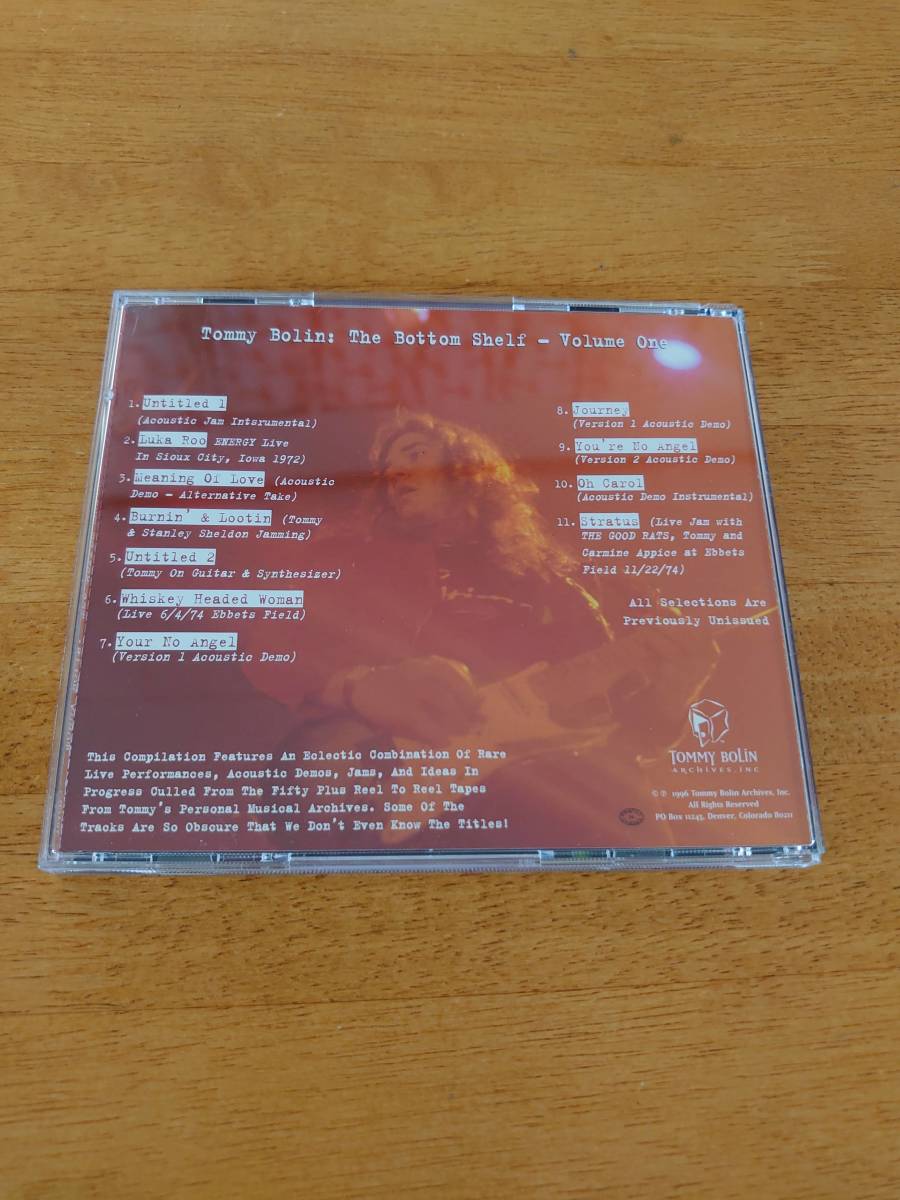 Tommy Bolin: The Bottom Shelf - Volume One
1. Untitled 1
(Acoustic Jam Intsrumental)
2. Luka Roo ENERGY Live
In Sioux City, Iowa 1972)
3. Meaning Of Love (Acoustic
Demo - Alternative Take)
4. Burnin' & Lootin (Tommy
& Stanley Sheldon Jamming)
5. Untitled 2
(Tommy On Guitar & Synthesizer)
6. Whiskey Headed Woman
(Live 6/4/74 Ebbets Field)
7. Your No Angel
(Version 1 Acoustic Demo)
8. Journey
(Version 1 Acoustic Demo)
9. You're No Angel
(Version 2 Acoustic Demo)
10. Oh Carol
(Acoustic Demo Instrumental)
11. Stratus (Live Jam with
THE GOOD RATS, Tommy and
Carmine Appice at Ebbets
Field 11/22/74)
All Selections Are
Previously Unissued
This Compilation Features An Eclectic Combination Of Rare
Live Performances, Acoustic Demos, Jams, And Ideas In
Progress Culled From The Fifty Plus Reel To Reel Tapes
From Tommy's Personal Musical Archives. Some Of The
Tracks Are So Obscure That We Don't Even Know The Titles!
TOMMY BOLIN
ARCHIVES, INC
© ℗ 1996 Tommy Bolin Archives, Inc.
All Rights Reserved
PO Box 11243, Denver, Colorado 80211